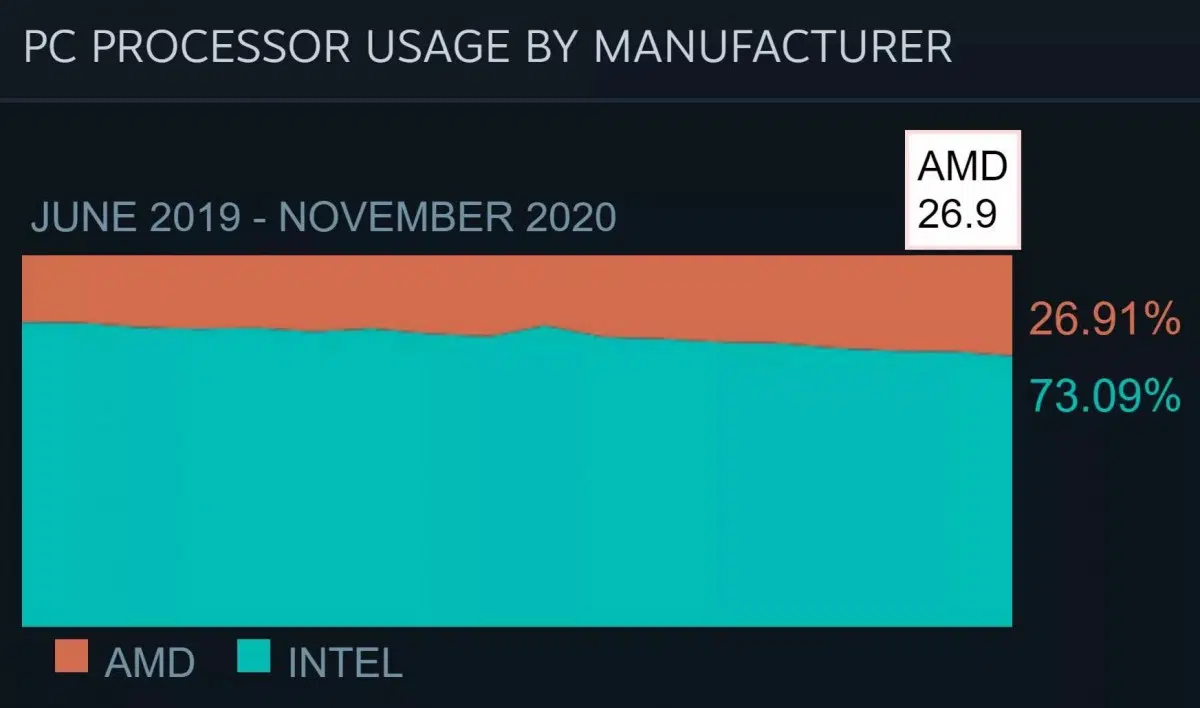 PC PROCESSOR USAGE BY MANUFACTURER
AMD
26.9
JUNE 2019 - NOVEMBER 2020
26.91%
73.09%
AMD
INTEL